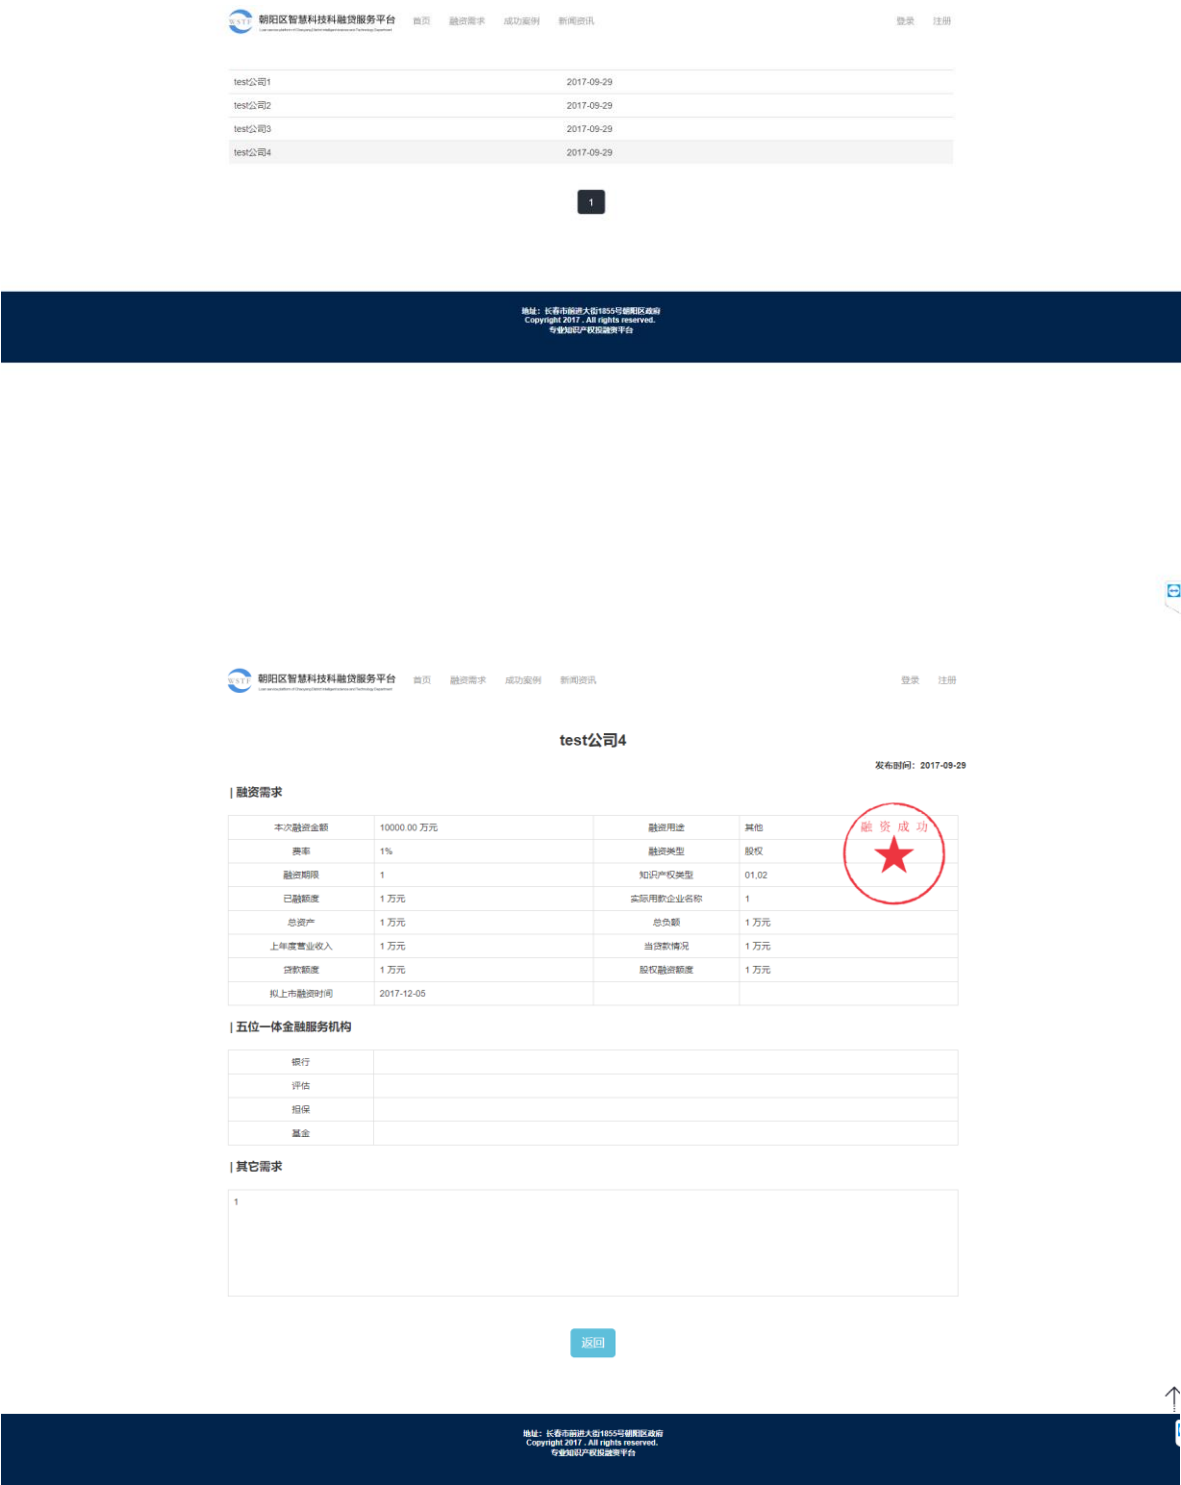 WSTF 朝阳区智慧科技科融贷服务平台 首页 融资需求 成功案例 新闻资讯 登录 注册
test公司1 2017-09-29
test公司2 2017-09-29
test公司3 2017-09-29
test公司4 2017-09-29
1
地址：长春市前进大街1855号朝阳区政府
Copyright 2017 . All rights reserved.
专业知识产权投融资平台
WSTF 朝阳区智慧科技科融贷服务平台 首页 融资需求 成功案例 新闻资讯 登录 注册
test公司4
发布时间：2017-09-29
| 融资需求
融资成功
本次融资金额 10000.00 万元 融资用途 其他
费率 1% 融资类型 股权
融资期限 1 知识产权类型 01,02
已融额度 1 万元 实际用款企业名称 1
总资产 1 万元 总负额 1 万元
上年度营业收入 1 万元 当贷款情况 1 万元
贷款额度 1 万元 股权融资额度 1 万元
拟上市融资时间 2017-12-05
| 五位一体金融服务机构
银行
评估
担保
基金
| 其它需求
1
返回
地址：长春市前进大街1855号朝阳区政府
Copyright 2017 . All rights reserved.
专业知识产权投融资平台